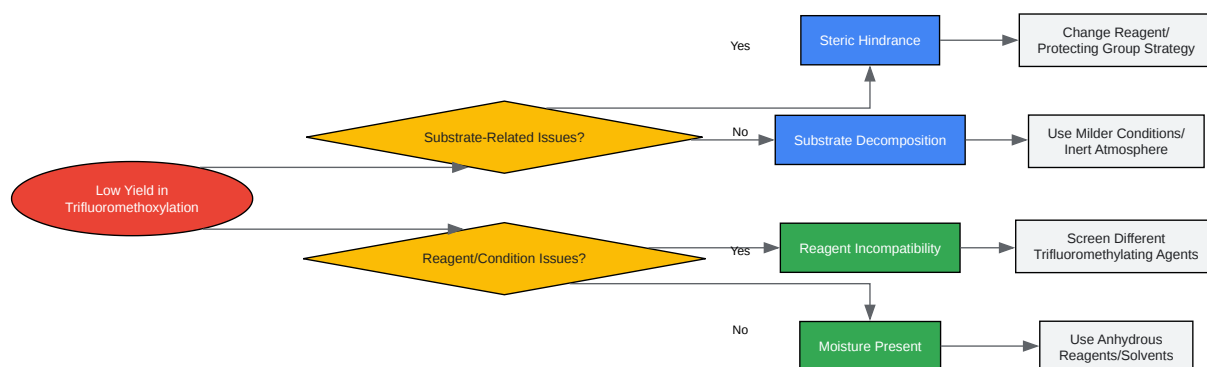 Low Yield in
Trifluoromethoxylation
Substrate-Related Issues?
Yes
Steric Hindrance
Change Reagent/
Protecting Group Strategy
No
Substrate Decomposition
Use Milder Conditions/
Inert Atmosphere
Reagent/Condition Issues?
Yes
Reagent Incompatibility
Screen Different
Trifluoromethylating Agents
No
Moisture Present
Use Anhydrous
Reagents/Solvents